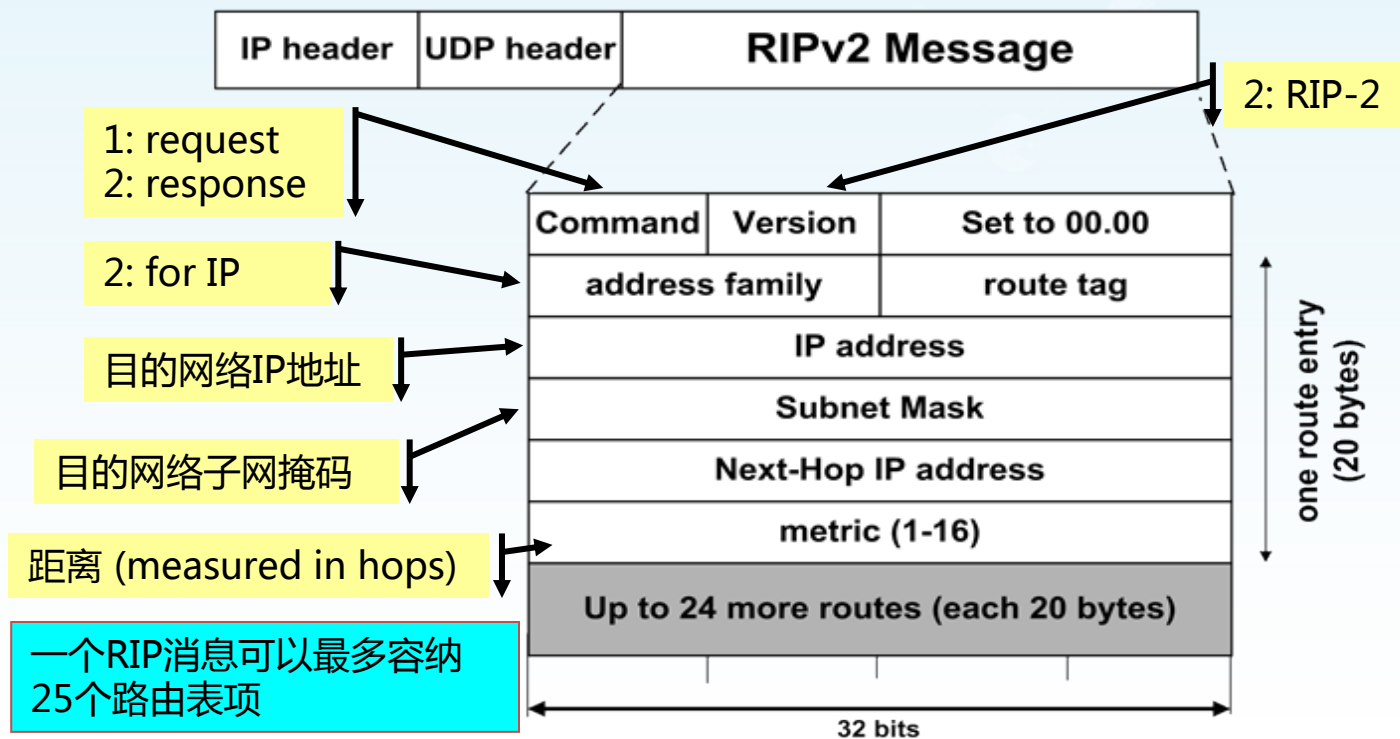 IP header
UDP header
RIPv2 Message
2: RIP-2
1: request
2: response
Command
Version
Set to 00.00
2: for IP
address family
route tag
目的网络IP地址
IP address
目的网络子网掩码
Subnet Mask
Next-Hop IP address
距离 (measured in hops)
metric (1-16)
one route entry
(20 bytes)
Up to 24 more routes (each 20 bytes)
一个RIP消息可以最多容纳
25个路由表项
32 bits